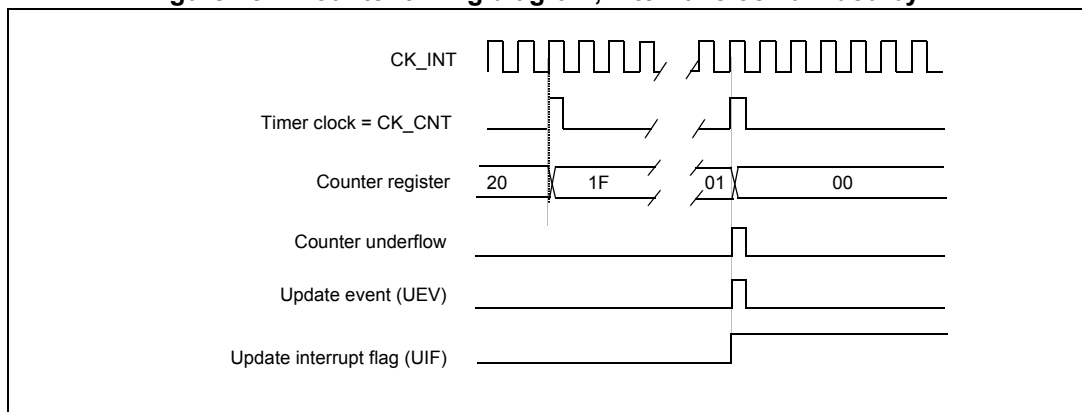 CK_INT
Timer clock = CK_CNT
Counter register 20 1F 01 00
Counter underflow
Update event (UEV)
Update interrupt flag (UIF)